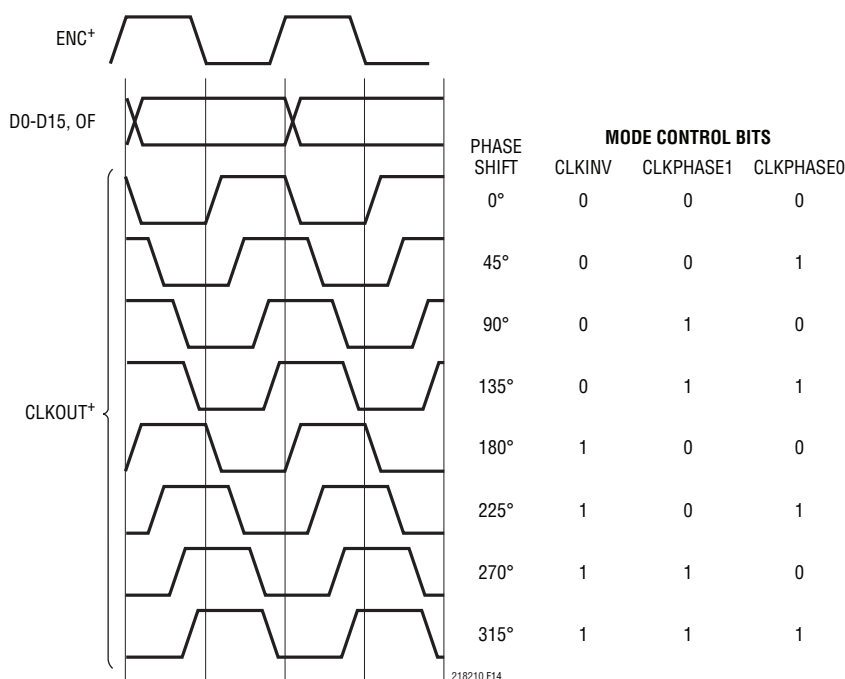 ENC+
D0-D15, OF
CLKOUT+
MODE CONTROL BITS
PHASE SHIFT CLKINV CLKPHASE1 CLKPHASE0
0° 0 0 0
45° 0 0 1
90° 0 1 0
135° 0 1 1
180° 1 0 0
225° 1 0 1
270° 1 1 0
315° 1 1 1
218210 F14